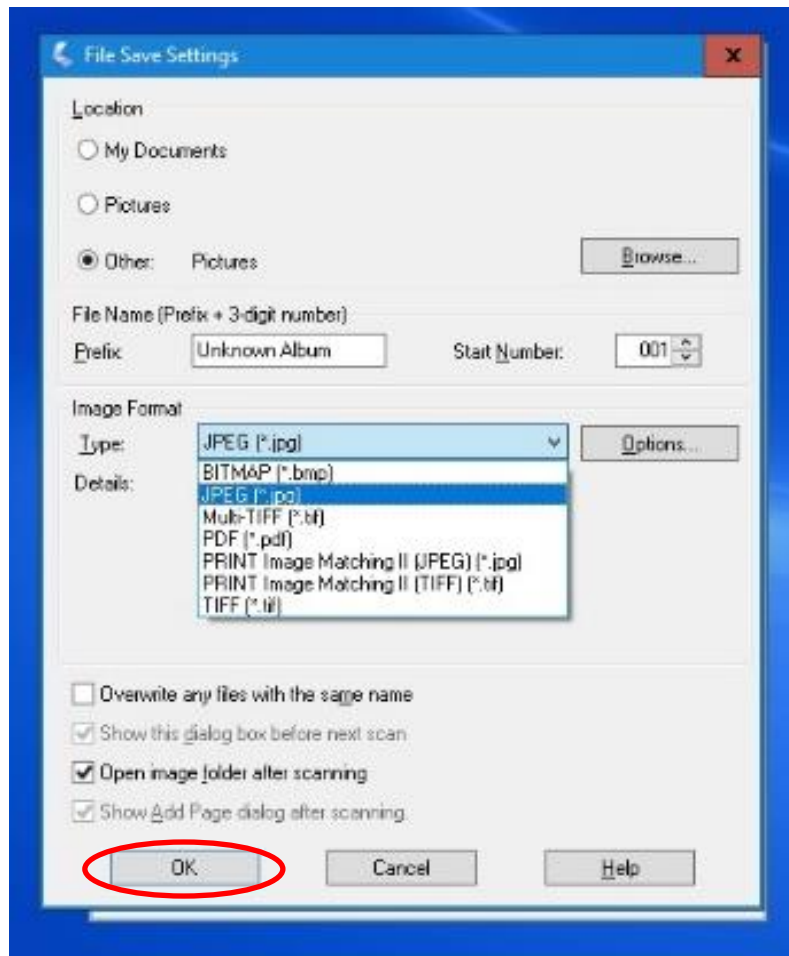 File Save Settings
Location
My Documents
Pictures
Other: Pictures Browse...
File Name (Prefix + 3-digit number)
Prefix Unknown Album Start Number: 001
Image Format
Type: JPEG (*.jpg) Options...
Details:
BITMAP (*.bmp)
JPEG (*.jpg)
Multi-TIFF (*.tif)
PDF (*.pdf)
PRINT Image Matching II (JPEG) (*.jpg)
PRINT Image Matching II (TIFF) (*.tif)
TIFF (*.tif)
Overwrite any files with the same name
Show this dialog box before next scan
Open image folder after scanning
Show Add Page dialog after scanning.
OK Cancel Help